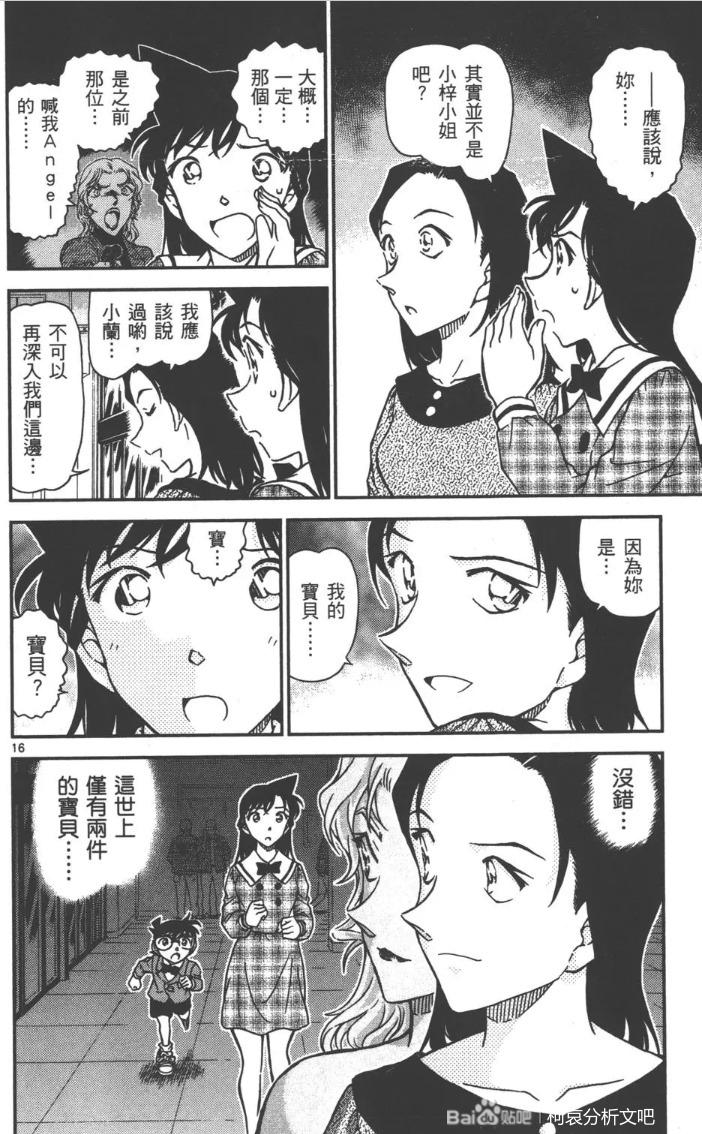 ——應該說，
妳……
其實並不是
小梓小姐
吧？
大概…
一定…
那個…
是之前
那位…
喊我Angel
的……
我應
該說
過喲，
小蘭…
不可以
再深入我們這邊…
因為妳
是…
我的
寶貝……
寶…
寶貝？
16
沒錯…
這世上
僅有兩件
的寶貝……
Bai 贴吧 | 柯哀分析文吧